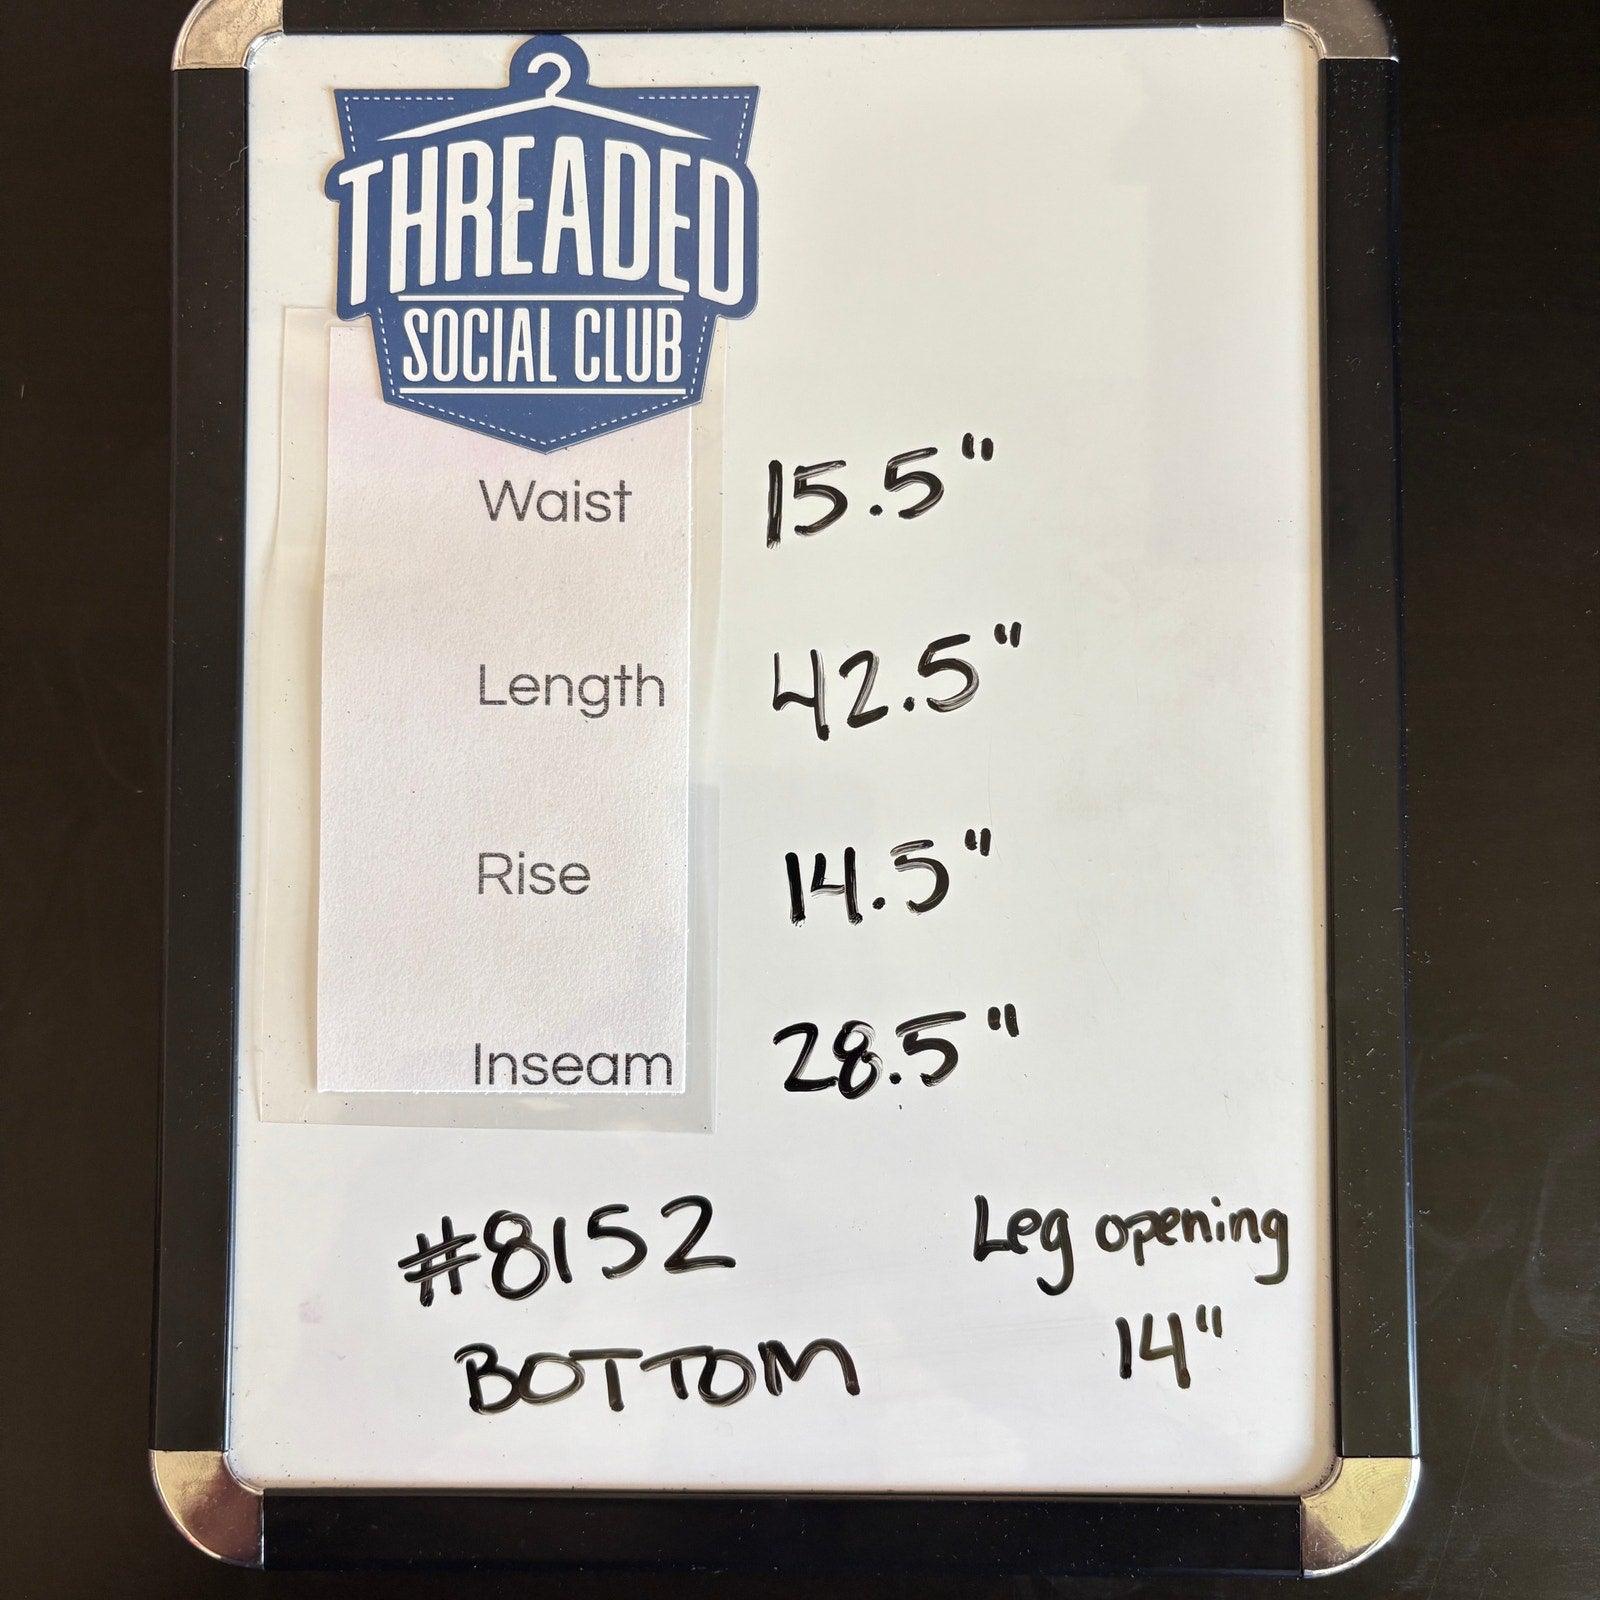 THREADED
SOCIAL CLUB
Waist 15.5"
Length 42.5"
Rise 14.5"
Inseam 28.5"
#8152
BOTTOM
Leg opening
14"